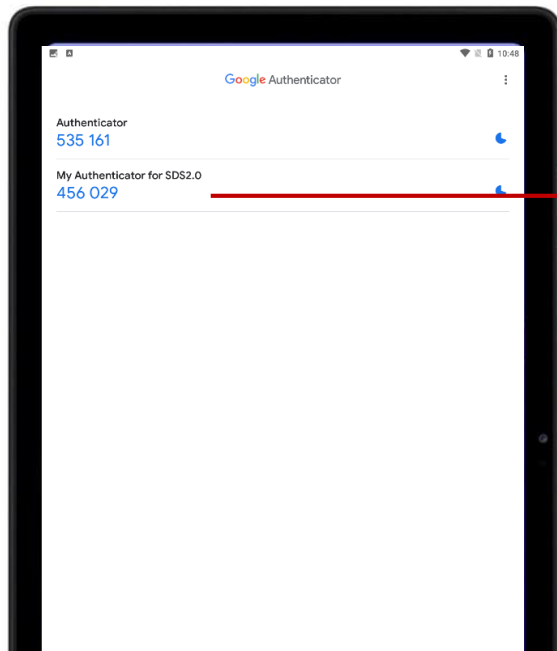 10:48
Google Authenticator
Authenticator
535 161
My Authenticator for SDS2.0
456 029